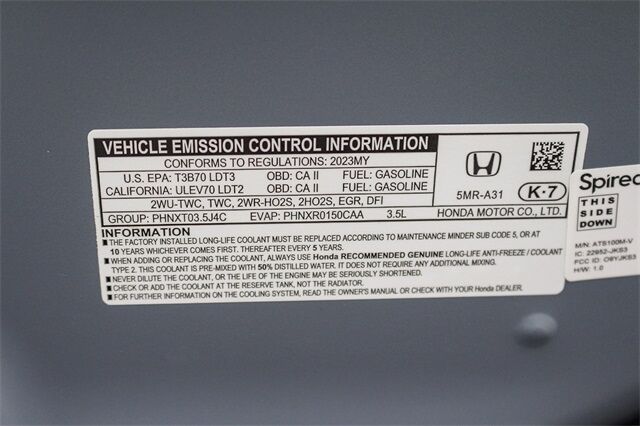 VEHICLE EMISSION CONTROL INFORMATION
CONFORMS TO REGULATIONS: 2023MY
U.S. EPA: T3B70 LDT3 OBD: CA II FUEL: GASOLINE
CALIFORNIA: ULEV70 LDT2 OBD: CA II FUEL: GASOLINE
2WU-TWC, TWC, 2WR-HO2S, 2HO2S, EGR, DFI
GROUP: PHNXT03.5J4C EVAP: PHNXR0150CAA 3.5L
5MR-A31
K-7
HONDA MOTOR CO., LTD.
INFORMATION
■ THE FACTORY INSTALLED LONG-LIFE COOLANT MUST BE REPLACED ACCORDING TO MAINTENANCE MINDER SUB CODE 5, OR AT
10 YEARS WHICHEVER COMES FIRST. THEREAFTER EVERY 5 YEARS.
■ WHEN ADDING OR REPLACING COOLANT, ALWAYS USE Honda RECOMMENDED GENUINE LONG-LIFE ANTI-FREEZE / COOLANT
TYPE 2. THIS COOLANT IS PRE-MIXED WITH 50% DISTILLED WATER. IT DOES NOT REQUIRE ANY ADDITIONAL MIXING.
■ NEVER DILUTE COOLANT, OR THE LIFE OF THE ENGINE MAY BE SERIOUSLY SHORTENED.
■ CHECK AND ADD COOLANT AT THE RESERVE TANK, NOT THE RADIATOR.
■ FOR FURTHER INFORMATION ON THE COOLING SYSTEM, READ THE OWNER'S MANUAL OR CHECK WITH YOUR Honda DEALER.
Spireo
THIS
SIDE
DOWN
M/N: ATS100M-V
IC: 22952-JKS3
FCC ID: O9YJKS3
H/W: 1.0